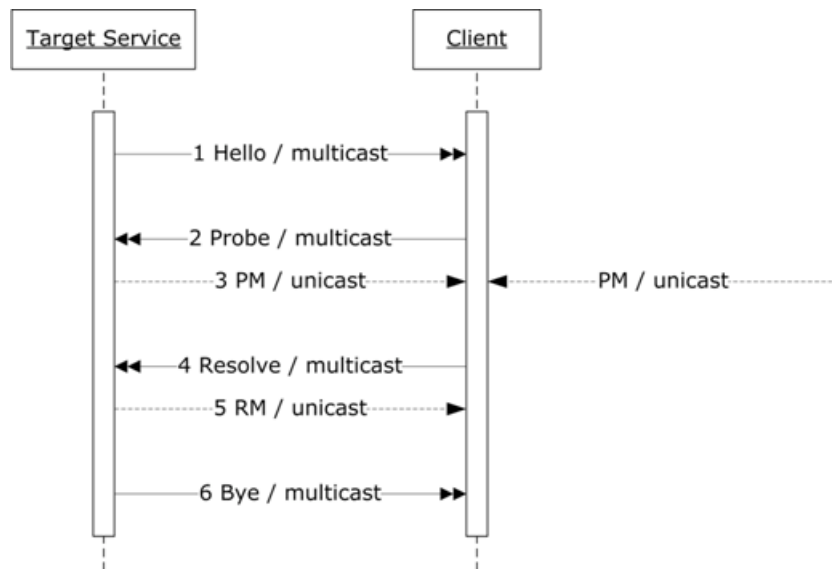 Target Service
Client
1 Hello / multicast
2 Probe / multicast
3 PM / unicast
PM / unicast
4 Resolve / multicast
5 RM / unicast
6 Bye / multicast